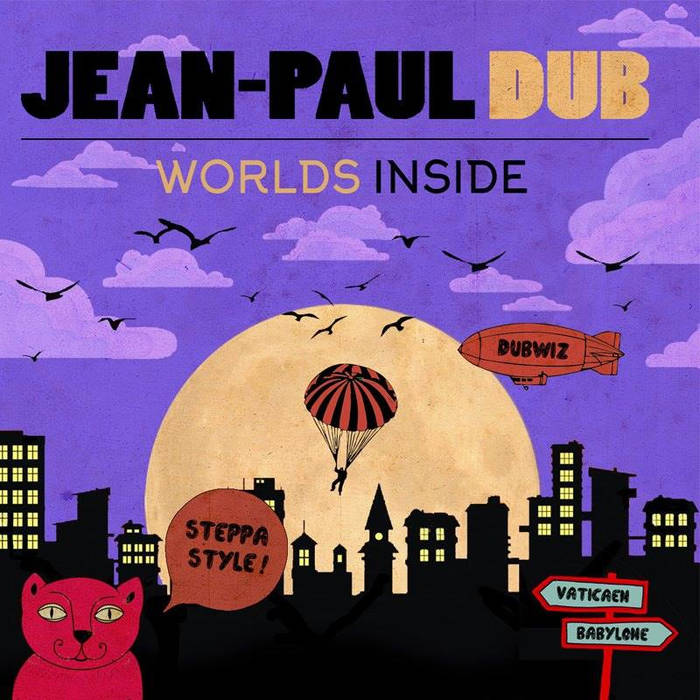 JEAN-PAUL DUB
WORLDS INSIDE
DUBWIZ
STEPPA
STYLE!
VATICAEN
BABYLONE